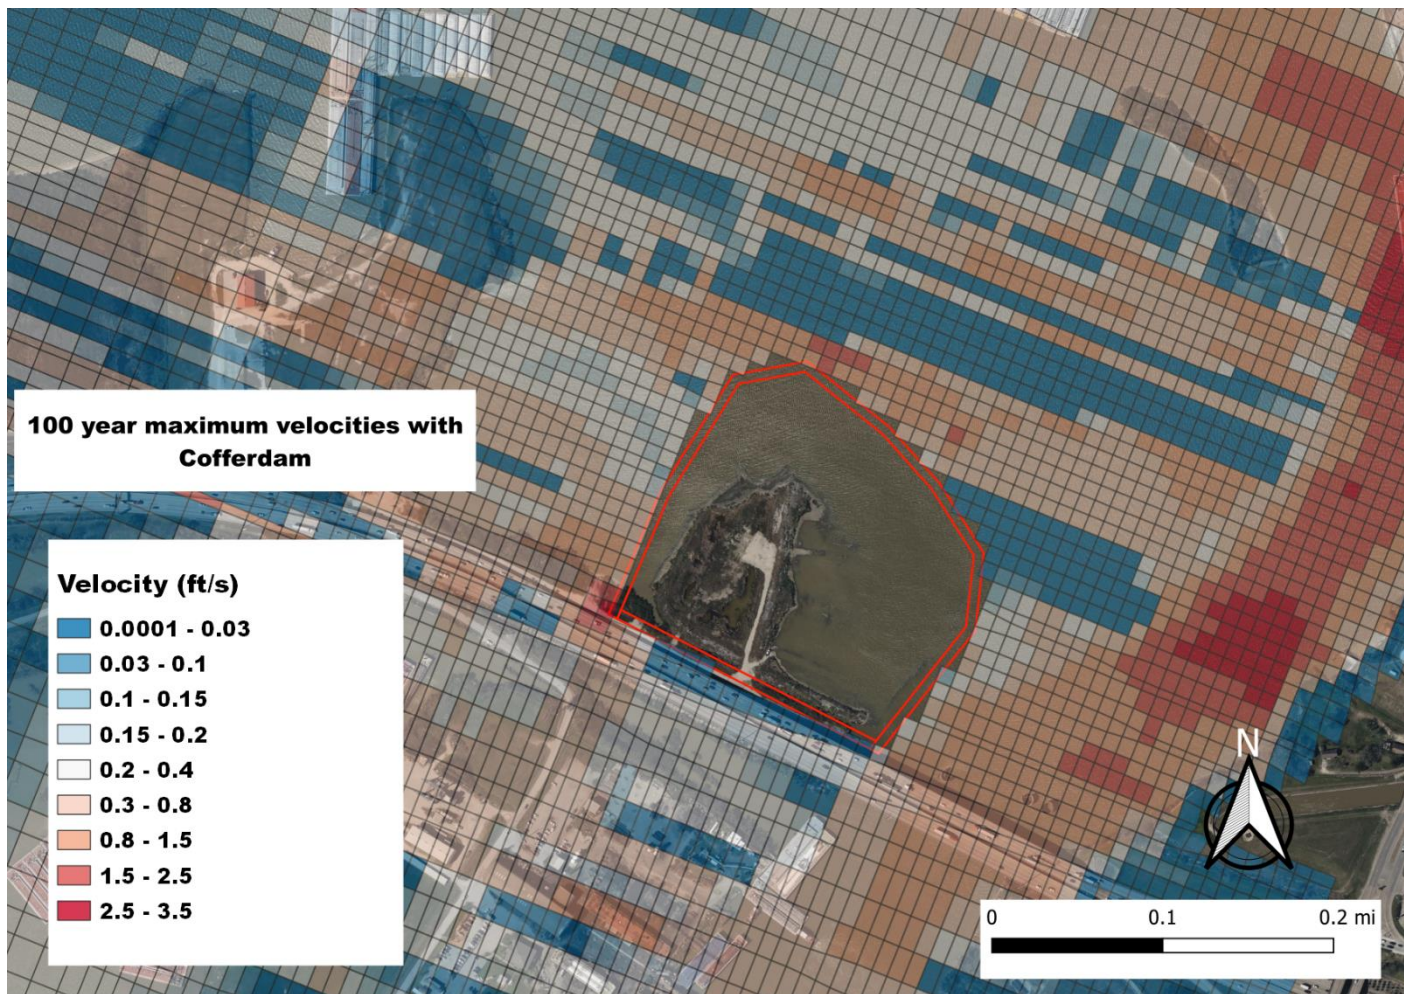 100 year maximum velocities with
Cofferdam
Velocity (ft/s)
0.0001 - 0.03
0.03 - 0.1
0.1 - 0.15
0.15 - 0.2
0.2 - 0.4
0.3 - 0.8
0.8 - 1.5
1.5 - 2.5
2.5 - 3.5
N
0 0.1 0.2 mi